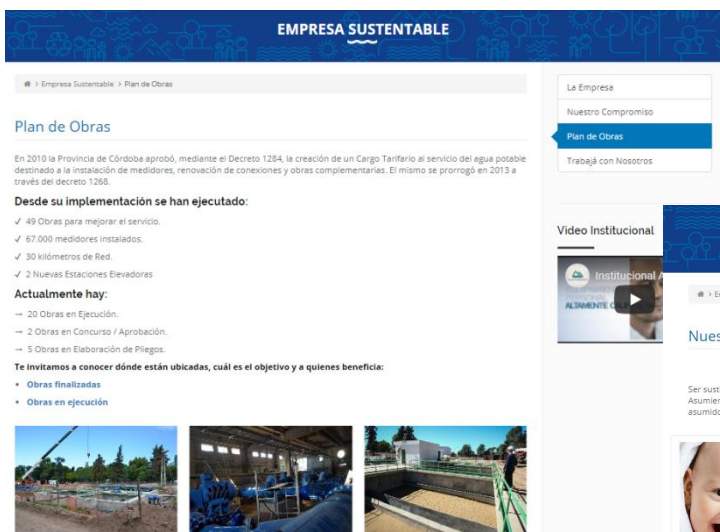 EMPRESA SUSTENTABLE
> Empresa Sustentable > Plan de Obras
Plan de Obras
En 2010 la Provincia de Córdoba aprobó, mediante el Decreto 1284, la creación de un Cargo Tarifario al servicio del agua potable
destinado a la instalación de medidores, renovación de conexiones y obras complementarias. El mismo se prorrogó en 2013 a
través del decreto 1268.
Desde su implementación se han ejecutado:
✓ 49 Obras para mejorar el servicio.
✓ 67.000 medidores instalados.
✓ 30 kilómetros de Red.
✓ 2 Nuevas Estaciones Elevadoras
Actualmente hay:
→ 20 Obras en Ejecución.
→ 2 Obras en Concurso / Aprobación.
→ 5 Obras en Elaboración de Pliegos.
Te invitamos a conocer dónde están ubicadas, cuál es el objetivo y a quienes beneficia:
• Obras finalizadas
• Obras en ejecución
La Empresa
Nuestro Compromiso
Plan de Obras
Trabajá con Nosotros
Video Institucional
Institucional A
ALTAMENTE
> E
Nues
Ser sust
Asumier
asumido